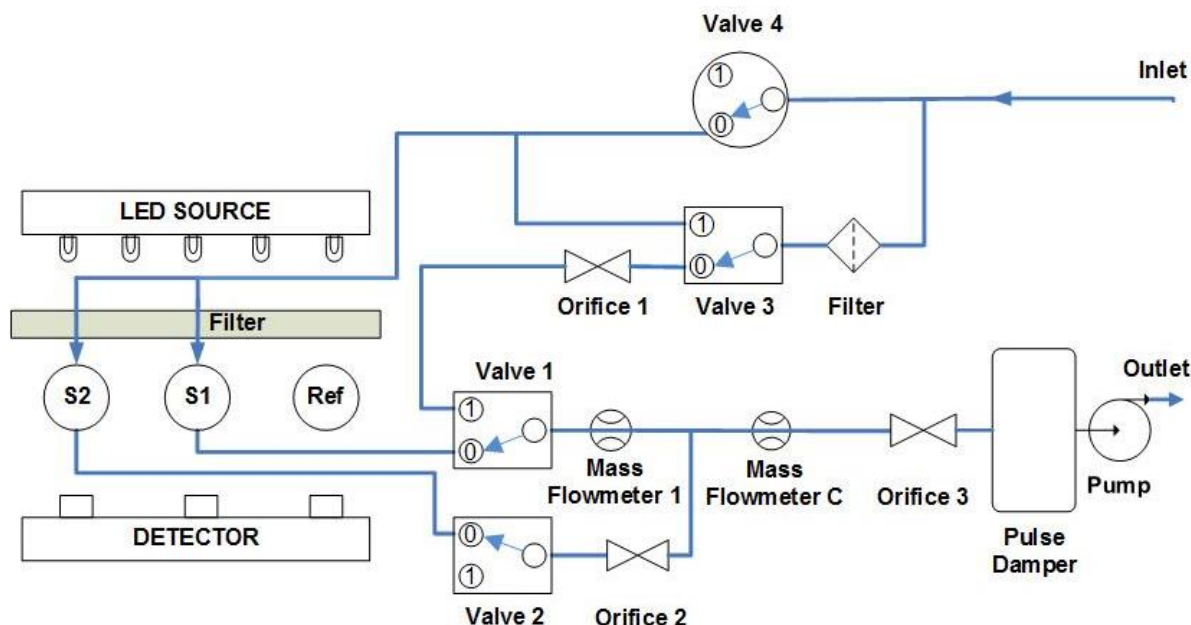 Valve 4
1
0
Inlet
LED SOURCE
1
0
Orifice 1
Valve 3
Filter
Filter
S2
S1
Ref
Valve 1
1
0
Mass
Flowmeter 1
Mass
Flowmeter C
Orifice 3
Outlet
Pump
Pulse
Damper
DETECTOR
0
1
Valve 2
Orifice 2